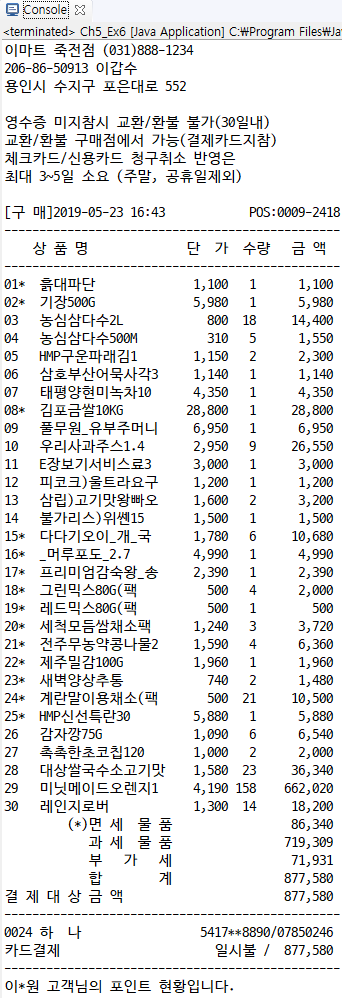 Console
<terminated> Ch5_Ex6 [Java Application] C:₩Program Files₩Ja
이마트 죽전점 (031)888-1234
206-86-50913 이갑수
용인시 수지구 포은대로 552
영수증 미지참시 교환/환불 불가(30일내)
교환/환불 구매점에서 가능(결제카드지참)
체크카드/신용카드 청구취소 반영은
최대 3~5일 소요 (주말, 공휴일제외)
[구 매]2019-05-23 16:43 POS:0009-2418
----------------------------------------
상 품 명 단 가 수량 금 액
----------------------------------------
01* 흙대파단 1,100 1 1,100
02* 기장500G 5,980 1 5,980
03 농심삼다수2L 800 18 14,400
04 농심삼다수500M 310 5 1,550
05 HMP구운파래김1 1,150 2 2,300
06 삼호부산어묵사각3 1,140 1 1,140
07 태평양현미녹차10 4,350 1 4,350
08* 김포금쌀10KG 28,800 1 28,800
09 풀무원_유부주머니 6,950 1 6,950
10 우리사과주스1.4 2,950 9 26,550
11 E장보기서비스료3 3,000 1 3,000
12 피코크)울트라요구 1,200 1 1,200
13 삼립)고기맛왕빠오 1,600 2 3,200
14 불가리스)위쎈15 1,500 1 1,500
15* 다다기오이_개_국 1,780 6 10,680
16* _머루포도_2.7 4,990 1 4,990
17* 프리미엄감숙왕_송 2,390 1 2,390
18* 그린믹스80G(팩 500 4 2,000
19* 레드믹스80G(팩 500 1 500
20* 세척모듬쌈채소팩 1,240 3 3,720
21* 전주무농약콩나물2 1,590 4 6,360
22* 제주밀감100G 1,960 1 1,960
23* 새벽양상추통 740 2 1,480
24* 계란말이용채소(팩 500 21 10,500
25* HMP신선특란30 5,880 1 5,880
26 감자깡75G 1,090 6 6,540
27 촉촉한초코칩120 1,000 2 2,000
28 대상쌀국수소고기맛 1,580 23 36,340
29 미닛메이드오렌지1 4,190 158 662,020
30 레인지로버 1,300 14 18,200
(*)면 세 물 품 86,340
과 세 물 품 719,309
부 가 세 71,931
합 계 877,580
결 제 대 상 금 액 877,580
----------------------------------------
0024 하 나 5417**8890/07850246
카드결제 일시불 / 877,580
----------------------------------------
이*원 고객님의 포인트 현황입니다.